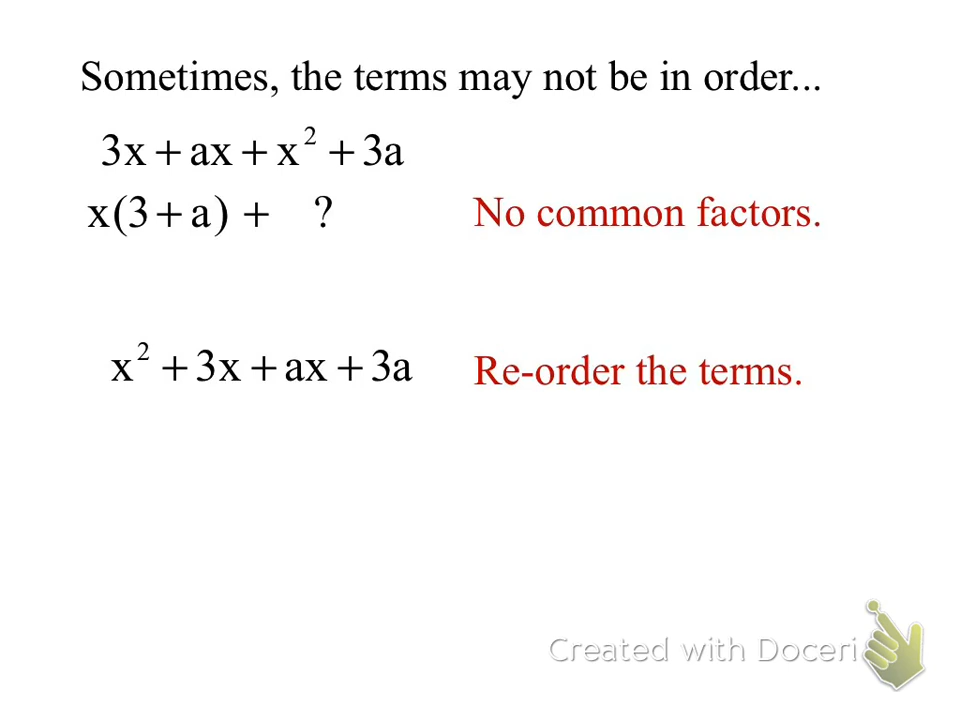 Sometimes, the terms may not be in order...
3x + ax + x² + 3a
x(3 + a) + ? No common factors.
x² + 3x + ax + 3a Re-order the terms.
Created with Doceri